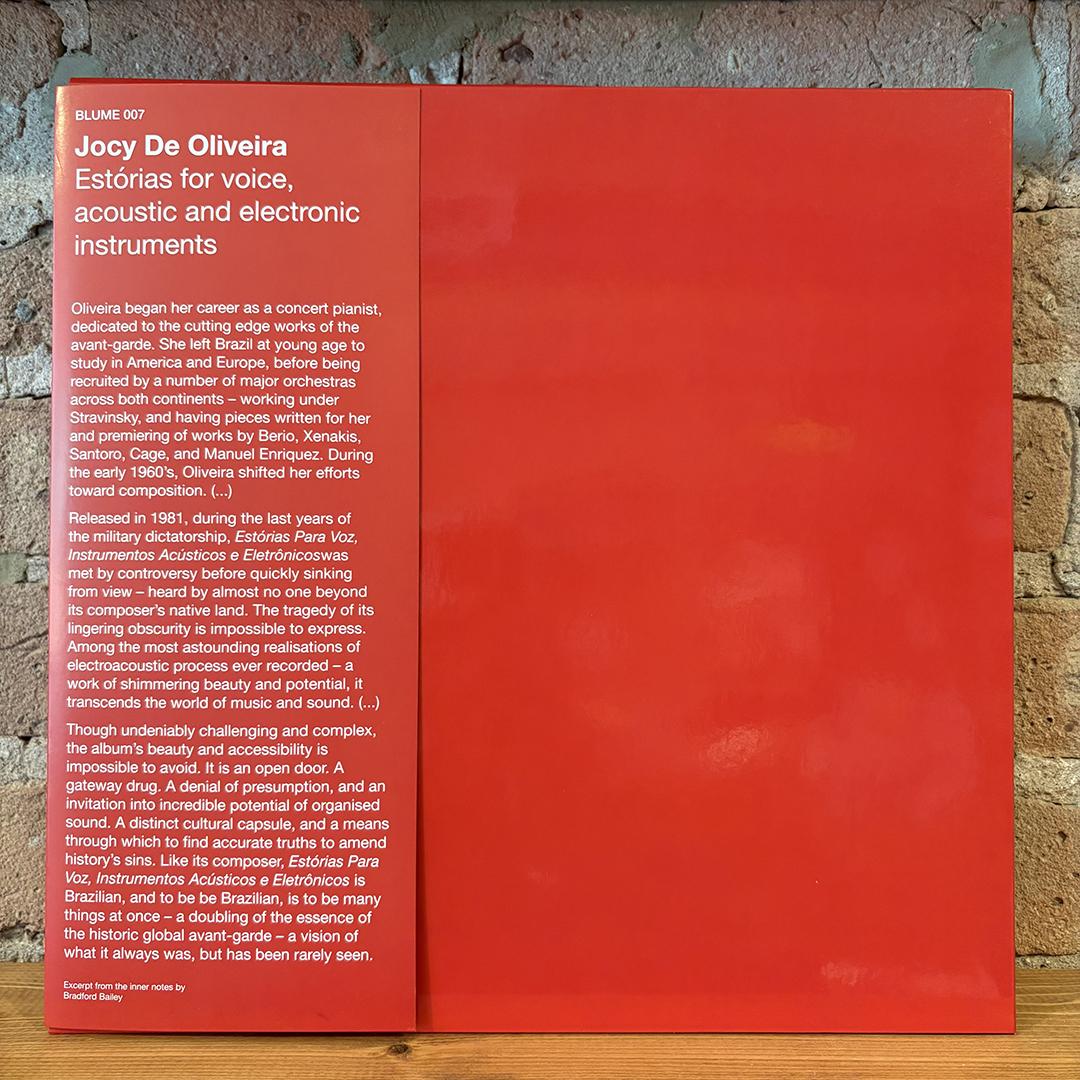 BLUME 007
Jocy De Oliveira
Estórias for voice,
acoustic and electronic
instruments
Oliveira began her career as a concert pianist,
dedicated to the cutting edge works of the
avant-garde. She left Brazil at young age to
study in America and Europe, before being
recruited by a number of major orchestras
across both continents – working under
Stravinsky, and having pieces written for her
and premiering of works by Berio, Xenakis,
Santoro, Cage, and Manuel Enriquez. During
the early 1960's, Oliveira shifted her efforts
toward composition. (...)
Released in 1981, during the last years of
the military dictatorship, Estórias Para Voz,
Instrumentos Acústicos e Eletrônicoswas
met by controversy before quickly sinking
from view – heard by almost no one beyond
its composer's native land. The tragedy of its
lingering obscurity is impossible to express.
Among the most astounding realisations of
electroacoustic process ever recorded – a
work of shimmering beauty and potential, it
transcends the world of music and sound. (...)
Though undeniably challenging and complex,
the album's beauty and accessibility is
impossible to avoid. It is an open door. A
gateway drug. A denial of presumption, and an
invitation into incredible potential of organised
sound. A distinct cultural capsule, and a means
through which to find accurate truths to amend
history's sins. Like its composer, Estórias Para
Voz, Instrumentos Acústicos e Eletrônicos is
Brazilian, and to be be Brazilian, is to be many
things at once – a doubling of the essence of
the historic global avant-garde – a vision of
what it always was, but has been rarely seen.
Excerpt from the inner notes by
Bradford Bailey